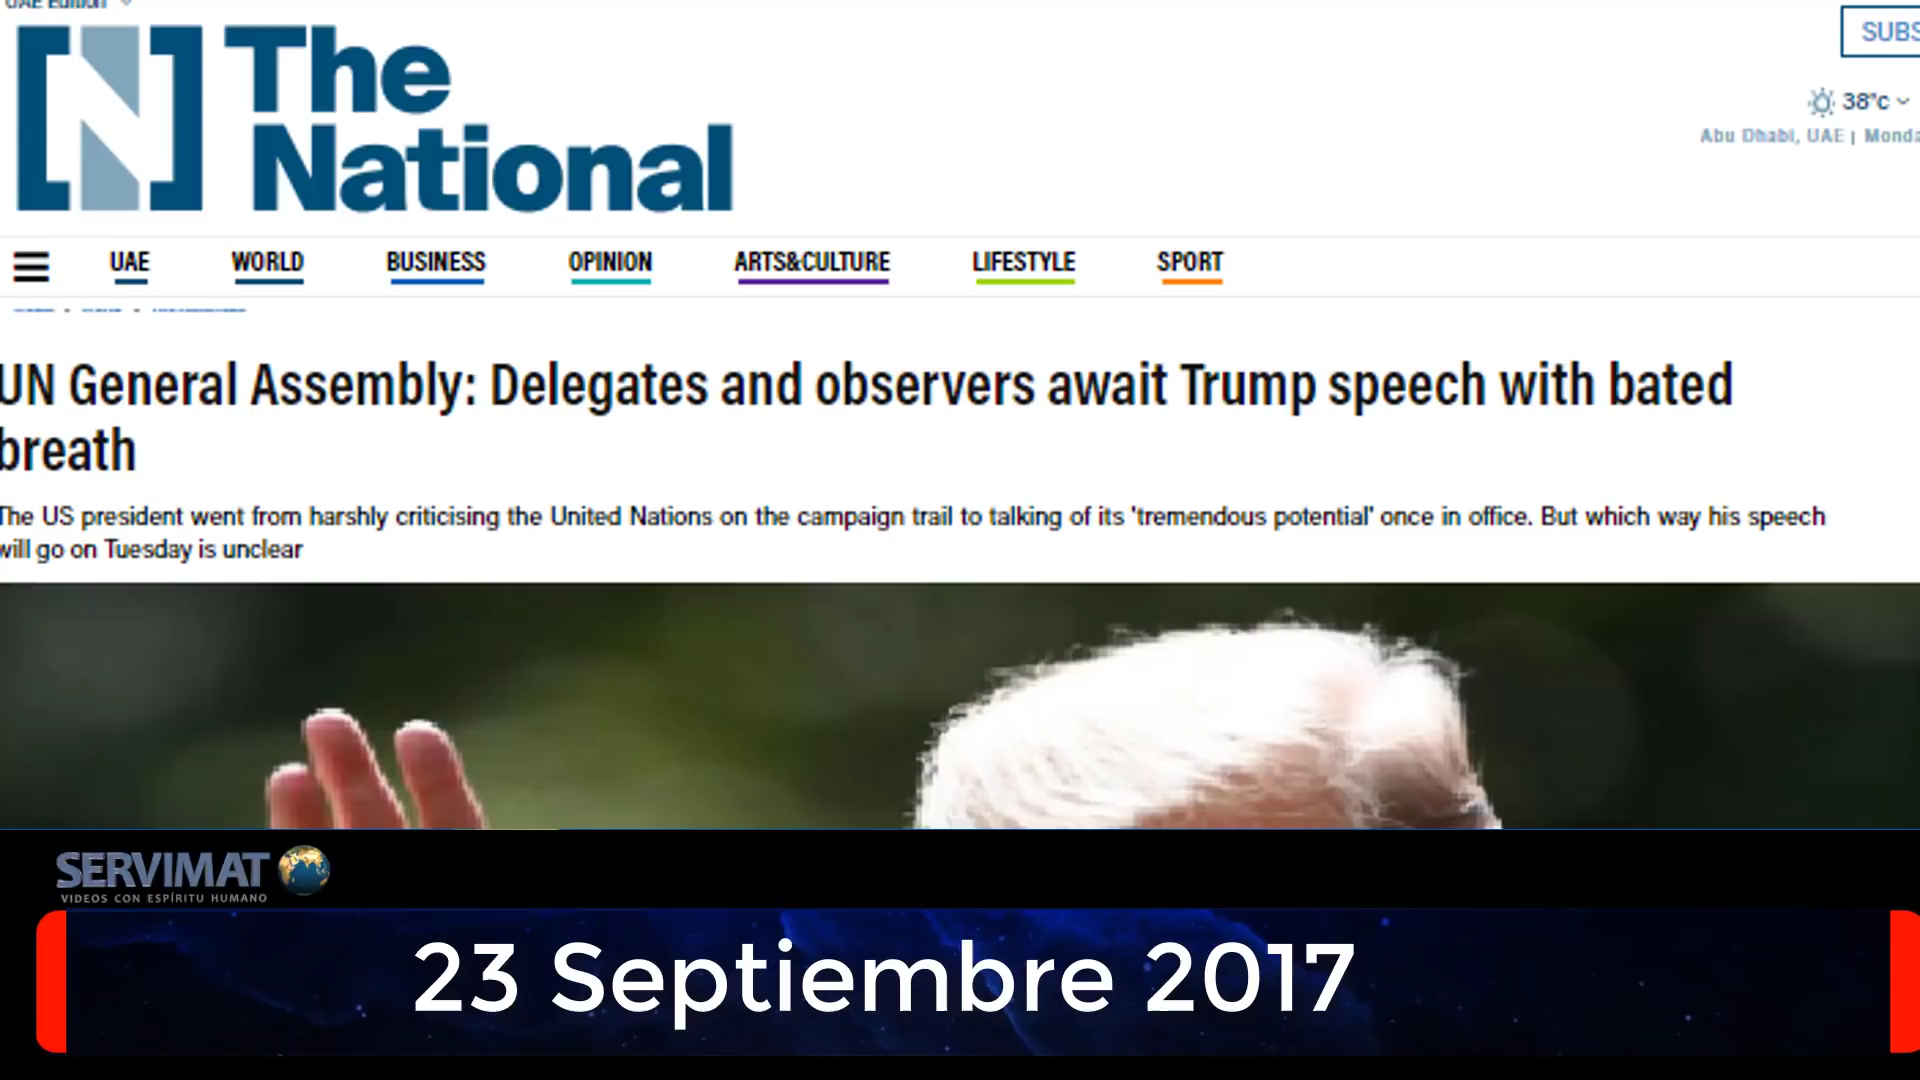 UAE Edition
The
National
SUBS
38°c
Abu Dhabi, UAE | Monda
UAE WORLD BUSINESS OPINION ARTS&CULTURE LIFESTYLE SPORT
UN General Assembly: Delegates and observers await Trump speech with bated
breath
The US president went from harshly criticising the United Nations on the campaign trail to talking of its 'tremendous potential' once in office. But which way his speech
will go on Tuesday is unclear
SERVIMAT
VIDEOS CON ESPÍRITU HUMANO
23 Septiembre 2017